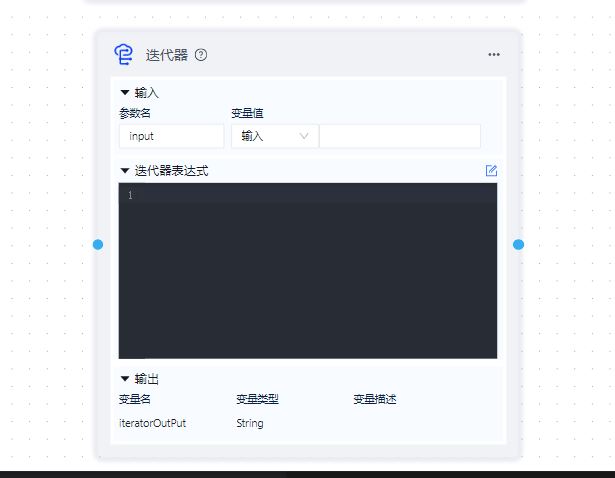 迭代器
输入
参数名 变量值
input 输入
迭代器表达式
1
输出
变量名 变量类型 变量描述
iteratorOutPut String